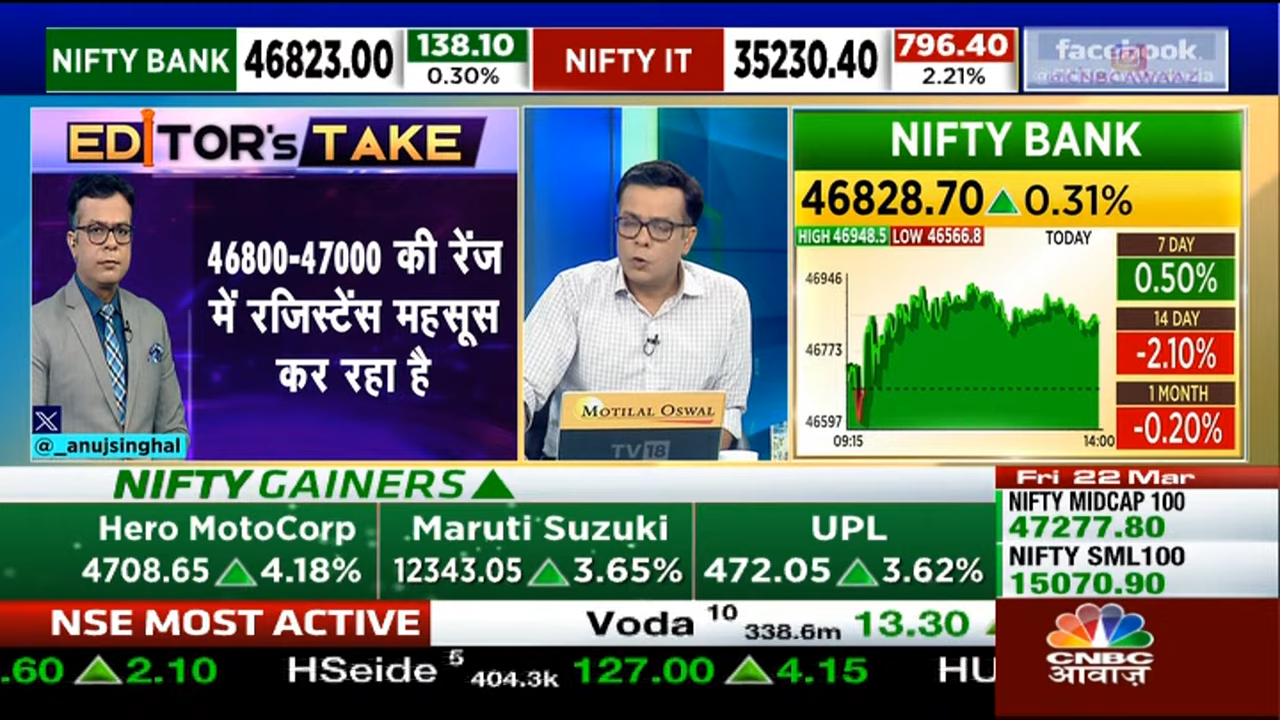 NIFTY BANK 46823.00 138.10 0.30% NIFTY IT 35230.40 796.40 2.21% facebook
EDITOR's TAKE
46800-47000 की रेंज
में रजिस्टेंस महसूस
कर रहा है
@_anujsinghal
MOTILAL OSWAL
TV18
NIFTY BANK
46828.70 0.31%
HIGH 46948.5 LOW 46566.8 TODAY
46946
46773
46597
09:15 14:00
7 DAY
0.50%
14 DAY
-2.10%
1 MONTH
-0.20%
NIFTY GAINERS
Hero MotoCorp Maruti Suzuki UPL
4708.65 4.18% 12343.05 3.65% 472.05 3.62%
Fri 22 Mar
NIFTY MIDCAP 100
47277.80
NIFTY SML100
15070.90
NSE MOST ACTIVE Voda 10 338.6m 13.30
.60 2.10 HSeide 5 404.3k 127.00 4.15 HU
CNBC
आवाज़